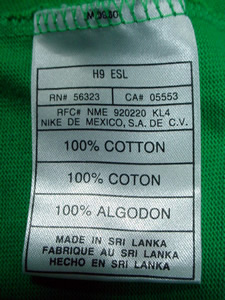 H9 ESL
RN# 56323 CA# 05553
RFC# NME 920220 KL4
NIKE DE MEXICO, S.A. DE C.V.
100% COTTON
100% COTON
100% ALGODON
MADE IN SRI LANKA
FABRIQUE AU SRI LANKA
HECHO EN SRI LANKA